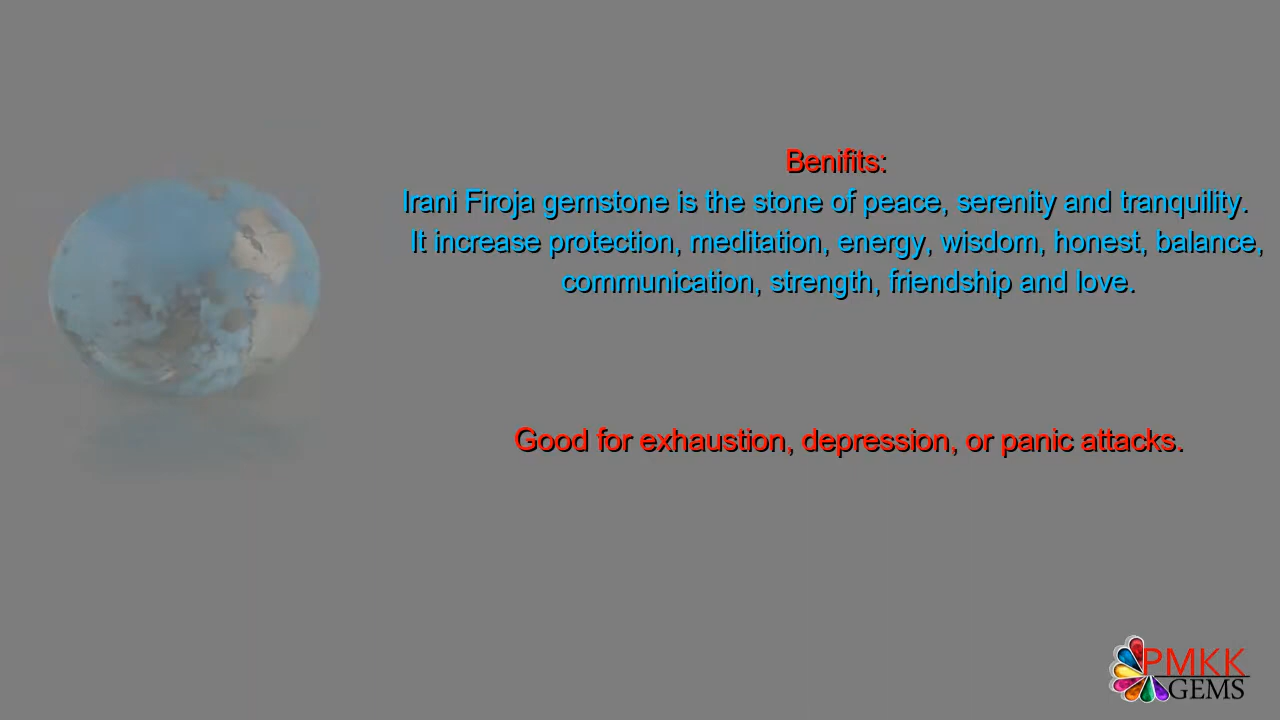 Benifits:
Irani Firoja gemstone is the stone of peace, serenity and tranquility.
It increase protection, meditation, energy, wisdom, honest, balance,
communication, strength, friendship and love.
Good for exhaustion, depression, or panic attacks.
PMKK
GEMS